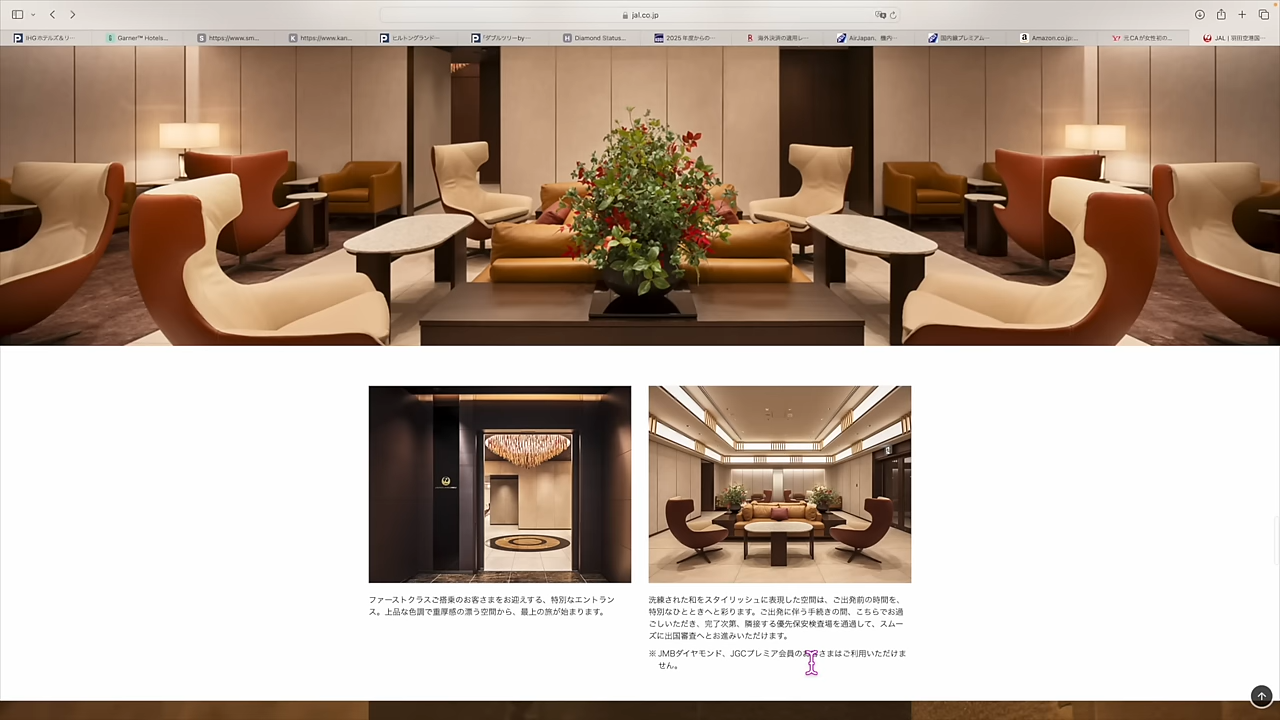 jal.co.jp
IHGホテルズ&リ…
Garner™ Hotels…
https://www.sm…
https://www.kan…
ヒルトングランド…
「ダブルツリーby…
Diamond Status…
2025年度からの…
海外決済の適用レ…
AirJapan、機内…
国内線プレミアム…
Amazon.co.jp:…
元CAが女性初の…
JAL｜羽田空港国…
ファーストクラスご搭乗のお客さまをお迎えする、特別なエントラン
ス。上品な色調で重厚感の漂う空間から、最上の旅が始まります。
洗練された和をスタイリッシュに表現した空間は、ご出発前の時間を、
特別なひとときへと彩ります。ご出発に伴う手続きの間、こちらでお過
ごしいただき、完了次第、隣接する優先保安検査場を通過して、スムー
ズに出国審査へとお進みいただけます。
※ JMBダイヤモンド、JGCプレミア会員のお客さまはご利用いただけま
せん。